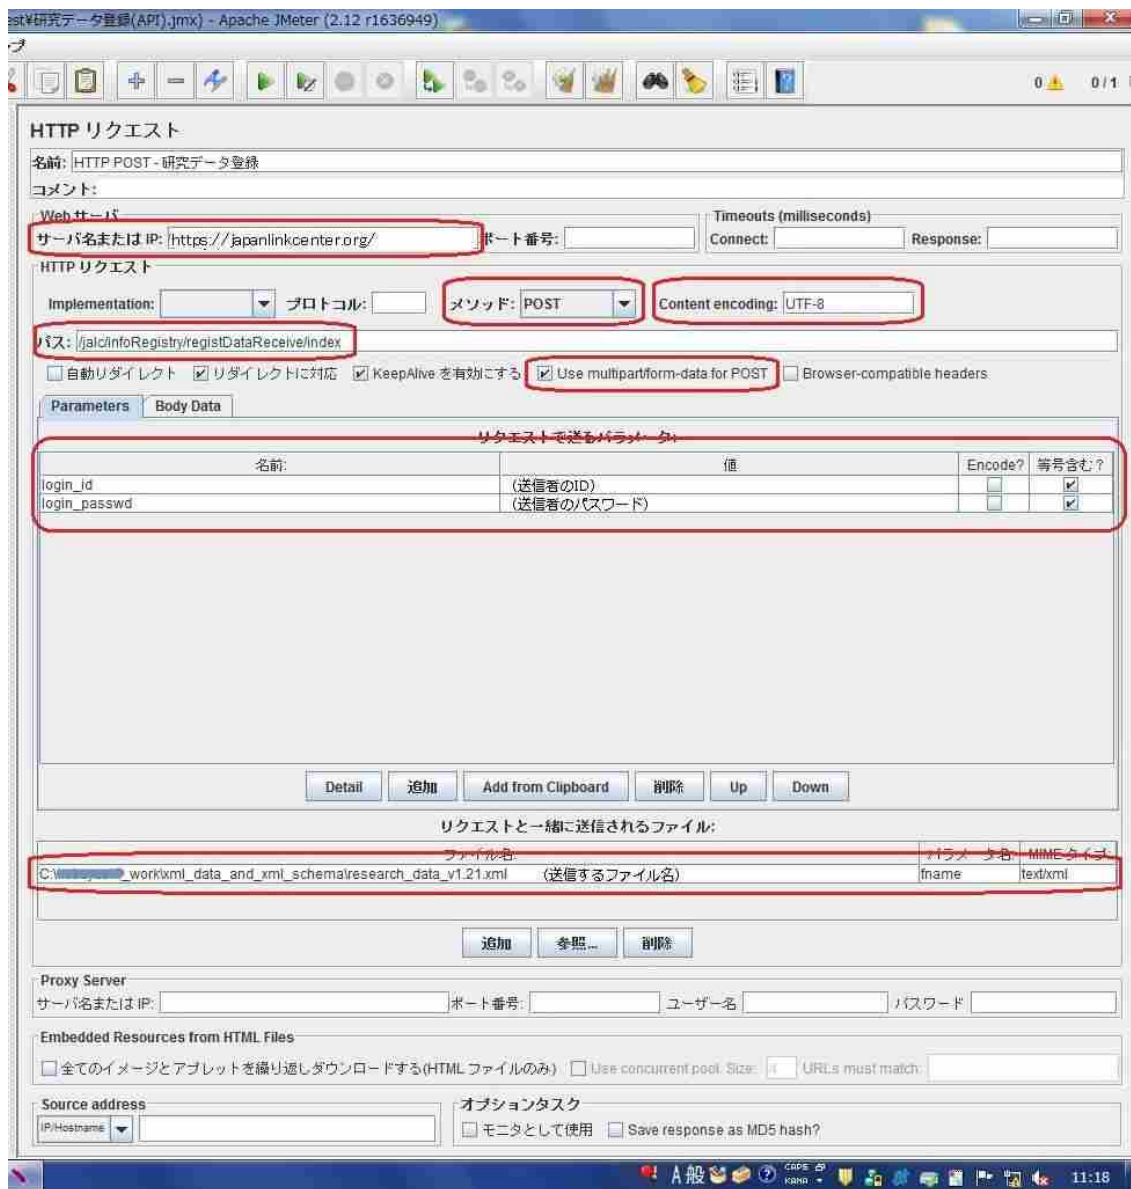 est¥研究データ登録(API).jmx) - Apache JMeter (2.12 r1636949)
プ
0 0 / 1
HTTP リクエスト
名前: HTTP POST - 研究データ登録
コメント:
Web サーバ Timeouts (milliseconds)
サーバ名または IP: https://japanlinkcenter.org/ ポート番号: Connect: Response:
HTTP リクエスト
Implementation: プロトコル: メソッド: POST Content encoding: UTF-8
パス: /jalc/infoRegistry/registDataReceive/index
自動リダイレクト リダイレクトに対応 KeepAlive を有効にする Use multipart/form-data for POST Browser-compatible headers
Parameters Body Data
リクエストで送るパラメータ:
名前: 値 Encode? 等号含む?
login_id (送信者のID)
login_passwd (送信者のパスワード)
Detail 追加 Add from Clipboard 削除 Up Down
リクエストと一緒に送信されるファイル:
ファイル名: パラメータ名: MIME タイプ:
C:\ _work\xml_data_and_xml_schema\research_data_v1.21.xml (送信するファイル名) fname text/xml
追加 参照... 削除
Proxy Server
サーバ名または IP: ポート番号: ユーザー名 パスワード
Embedded Resources from HTML Files
全てのイメージとアプレットを繰り返しダウンロードする(HTML ファイルのみ) Use concurrent pool. Size: 4 URLs must match:
Source address オプションタスク
IP/Hostname モニタとして使用 Save response as MD5 hash?
A 般 CAPS KANA 11:18